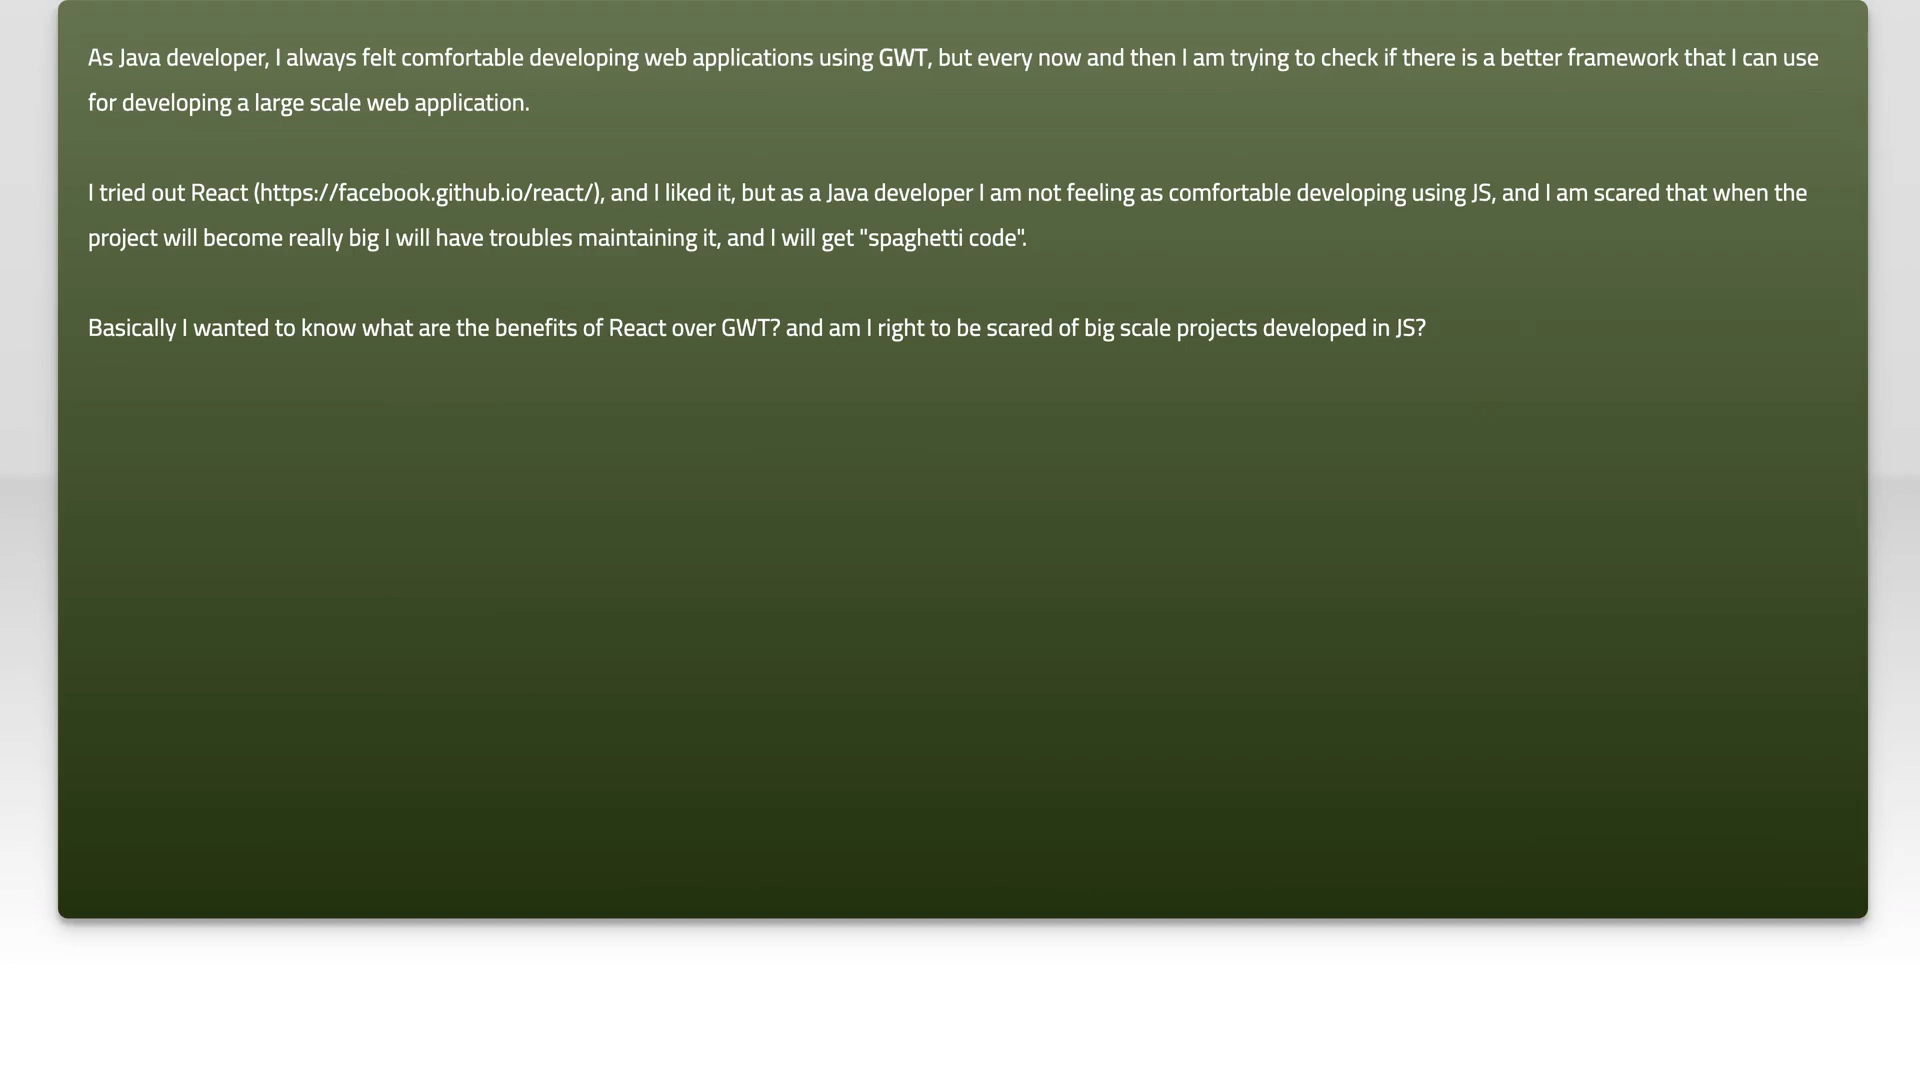 As Java developer, I always felt comfortable developing web applications using GWT, but every now and then I am trying to check if there is a better framework that I can use
for developing a large scale web application.
I tried out React (https://facebook.github.io/react/), and I liked it, but as a Java developer I am not feeling as comfortable developing using JS, and I am scared that when the
project will become really big I will have troubles maintaining it, and I will get "spaghetti code".
Basically I wanted to know what are the benefits of React over GWT? and am I right to be scared of big scale projects developed in JS?